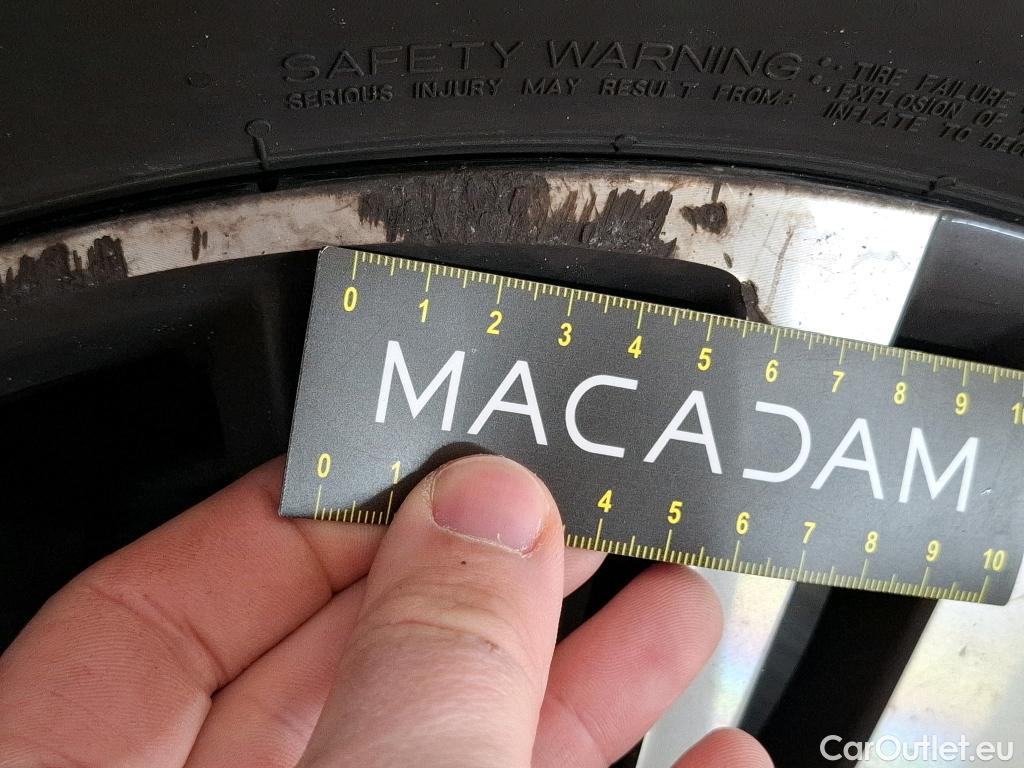 SAFETY WARNING
SERIOUS INJURY MAY RESULT FROM:
• TIRE FAILURE
• EXPLOSION OF
INFLATE TO
0 1 2 3 4 5 6 7 8 9
MACADAM
0 1 4 5 6 7 8 9 10
CarOutlet.eu